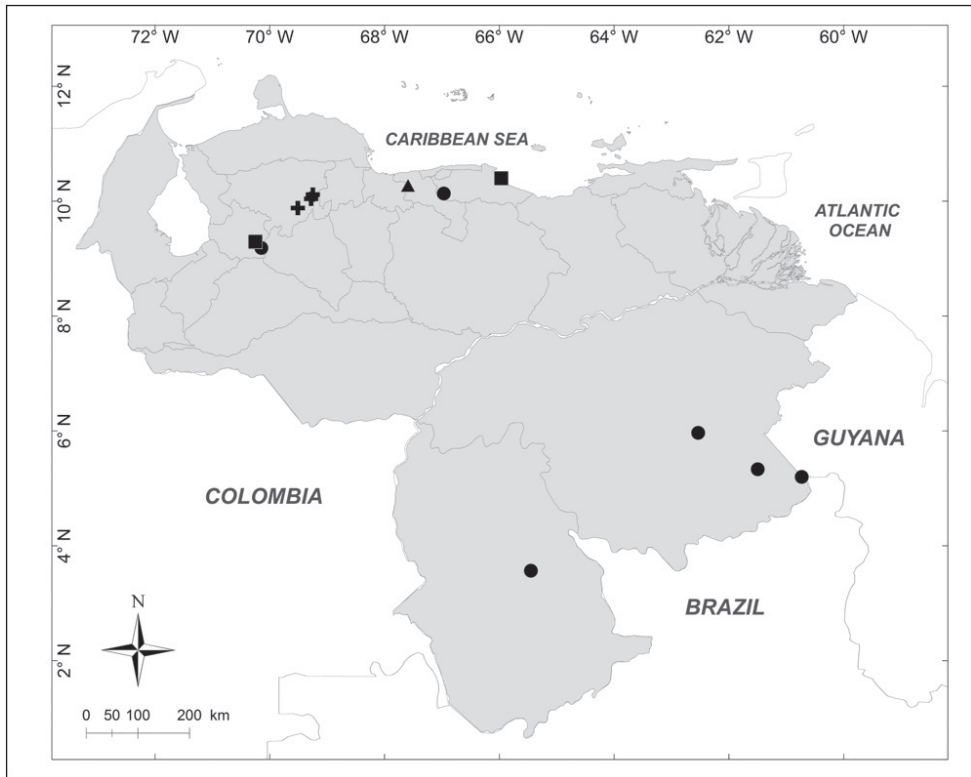 72° W 70° W 68° W 66° W 64° W 62° W 60° W
12° N
CARIBBEAN SEA
10° N
ATLANTIC
OCEAN
8° N
6° N
GUYANA
COLOMBIA
4° N
BRAZIL
N
2° N
0 50 100 200 km